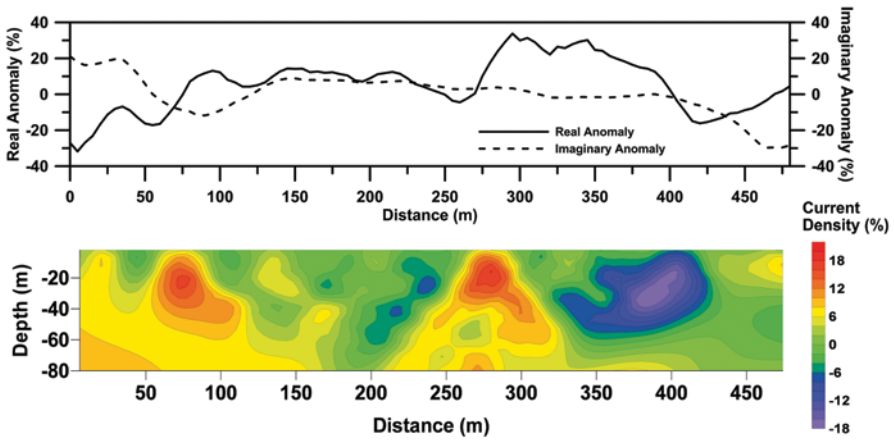 40
20
0
-20
-40
Real Anomaly (%)
40
20
0
-20
-40
Imaginary Anomaly (%)
Real Anomaly
Imaginary Anomaly
0 50 100 150 200 250 300 350 400 450
Distance (m)
Current
Density (%)
18
12
6
0
-6
-12
-18
-20
-40
-60
-80
Depth (m)
50 100 150 200 250 300 350 400 450
Distance (m)